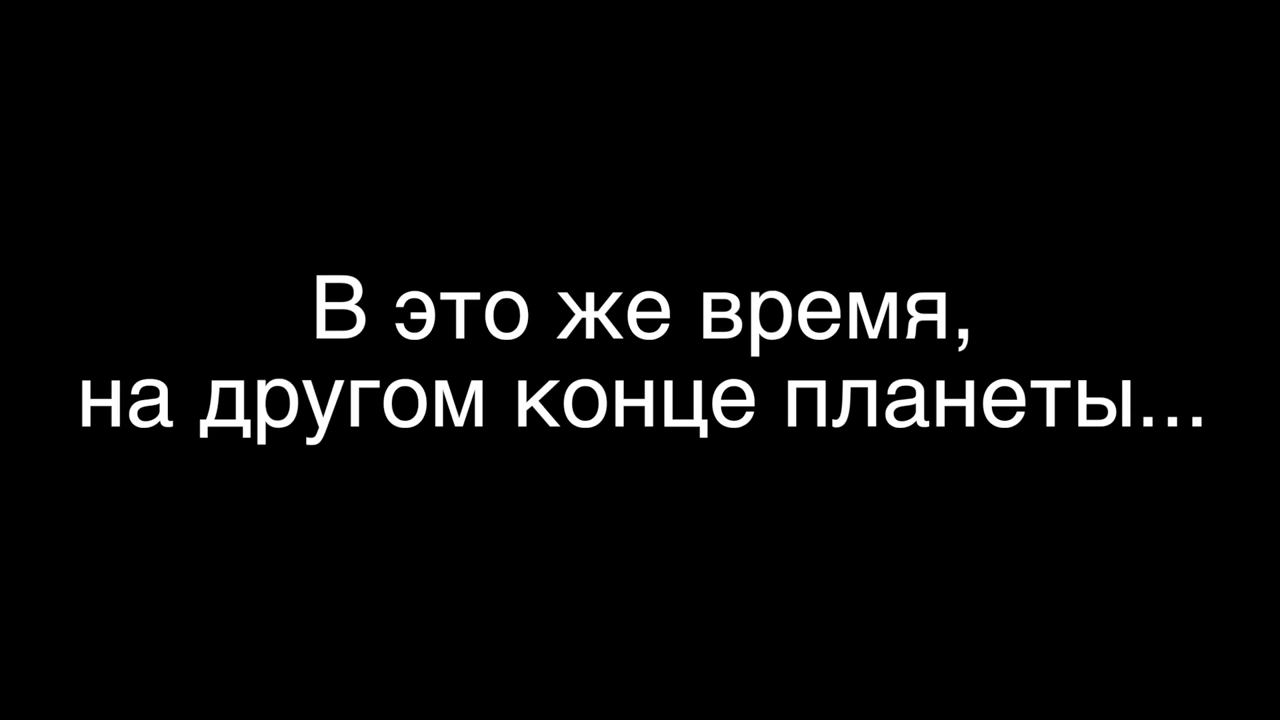 В это же время,
на другом конце планеты...